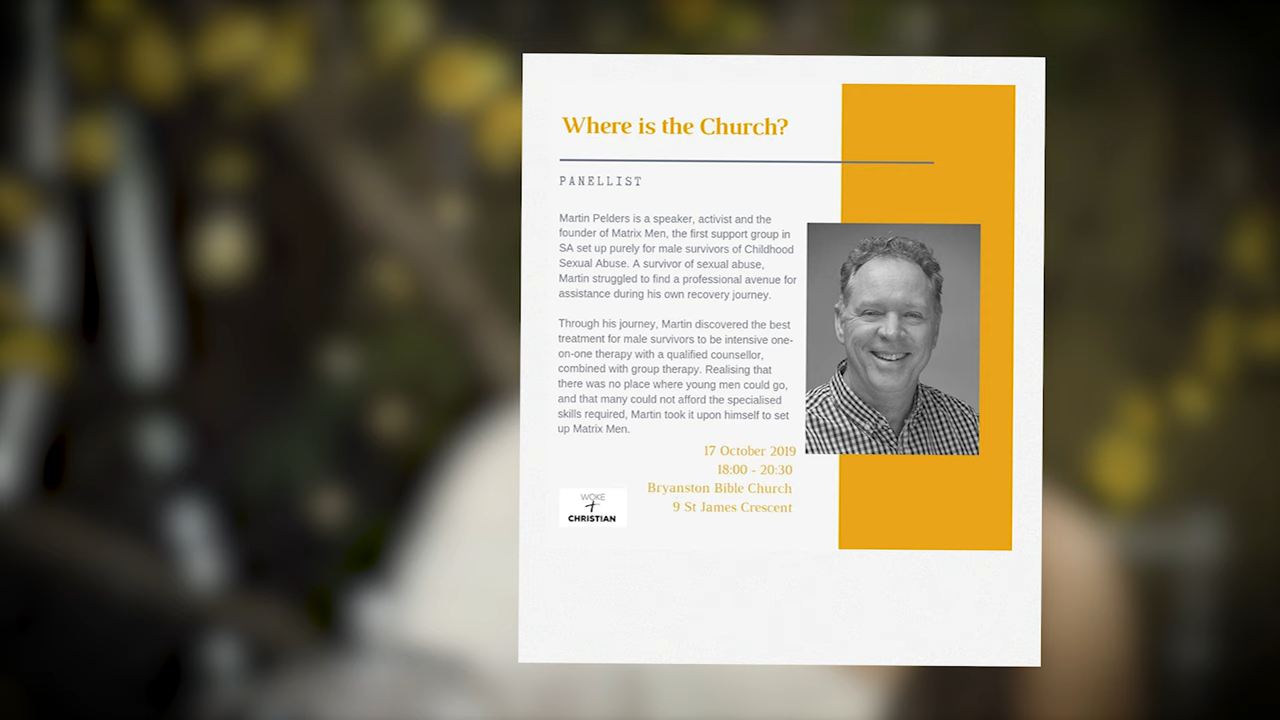 Where is the Church?
PANELLIST
Martin Pelders is a speaker, activist and the
founder of Matrix Men, the first support group in
SA set up purely for male survivors of Childhood
Sexual Abuse. A survivor of sexual abuse,
Martin struggled to find a professional avenue for
assistance during his own recovery journey.
Through his journey, Martin discovered the best
treatment for male survivors to be intensive one-
on-one therapy with a qualified counsellor,
combined with group therapy. Realising that
there was no place where young men could go,
and that many could not afford the specialised
skills required, Martin took it upon himself to set
up Matrix Men.
17 October 2019
18:00 - 20:30
Bryanston Bible Church
9 St James Crescent
WOKE
CHRISTIAN